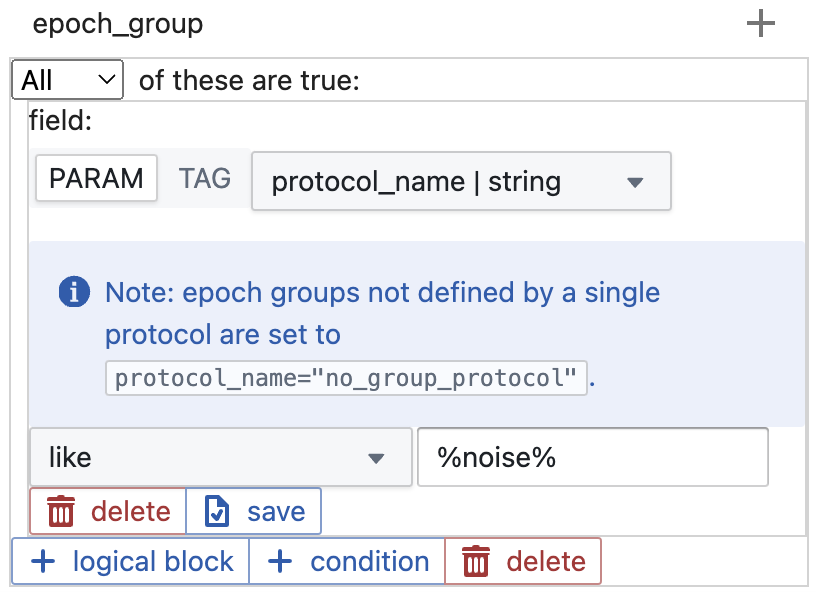 epoch_group
All of these are true:
field:
PARAM TAG protocol_name | string
Note: epoch groups not defined by a single
protocol are set to
protocol_name="no_group_protocol".
like %noise%
delete save
logical block condition delete